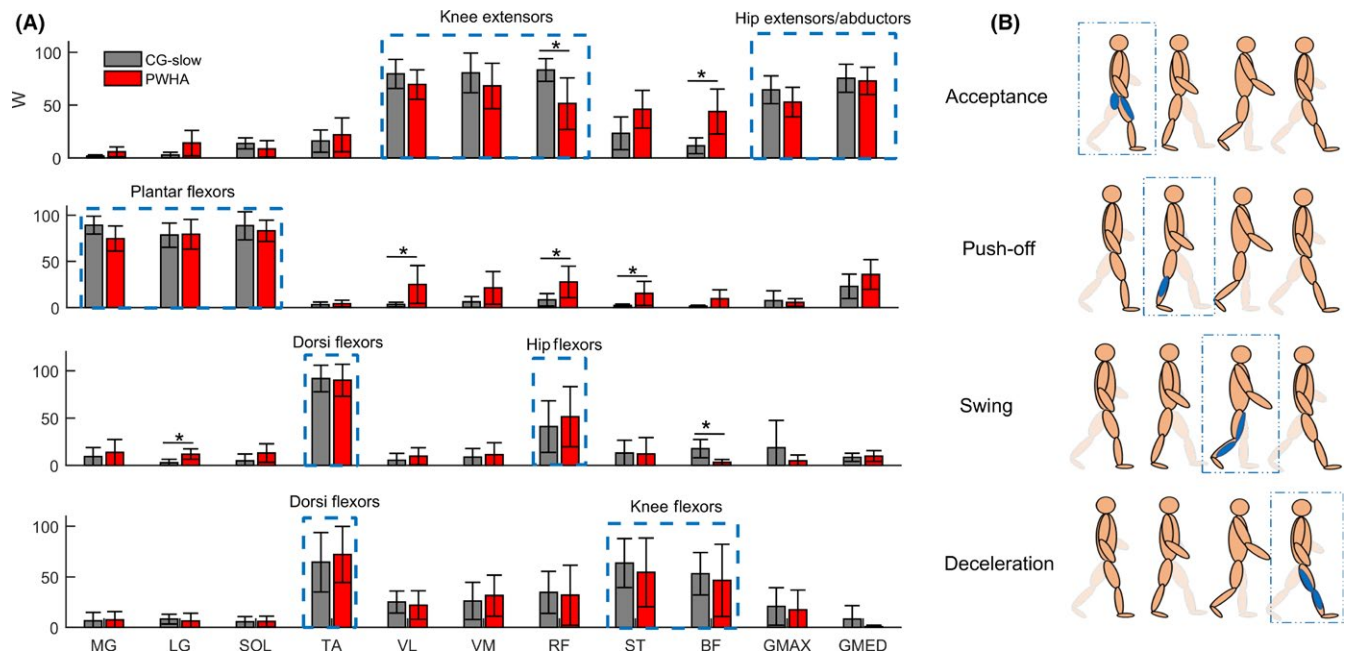 (A)
Knee extensors
Hip extensors/abductors
(B)
CG-slow
PWHA
W
100
50
0
*
*
Acceptance
Plantar flexors
100
50
0
*
*
*
Push-off
Dorsi flexors
Hip flexors
100
50
0
*
*
Swing
Dorsi flexors
Knee flexors
100
50
0
Deceleration
MG LG SOL TA VL VM RF ST BF GMAX GMED